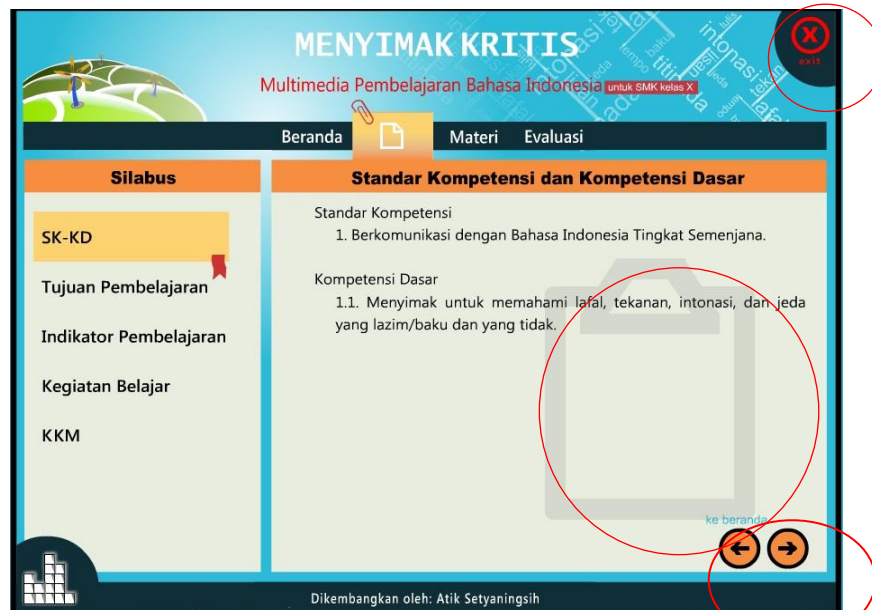 MENYIMAK KRITIS
Multimedia Pembelajaran Bahasa Indonesia untuk SMK kelas X
exit
Beranda Materi Evaluasi
Silabus
SK-KD
Tujuan Pembelajaran
Indikator Pembelajaran
Kegiatan Belajar
KKM
Standar Kompetensi dan Kompetensi Dasar
Standar Kompetensi
1. Berkomunikasi dengan Bahasa Indonesia Tingkat Semenjana.
Kompetensi Dasar
1.1. Menyimak untuk memahami lafal, tekanan, intonasi, dan jeda
yang lazim/baku dan yang tidak.
ke beranda
Dikembangkan oleh: Atik Setyaningsih